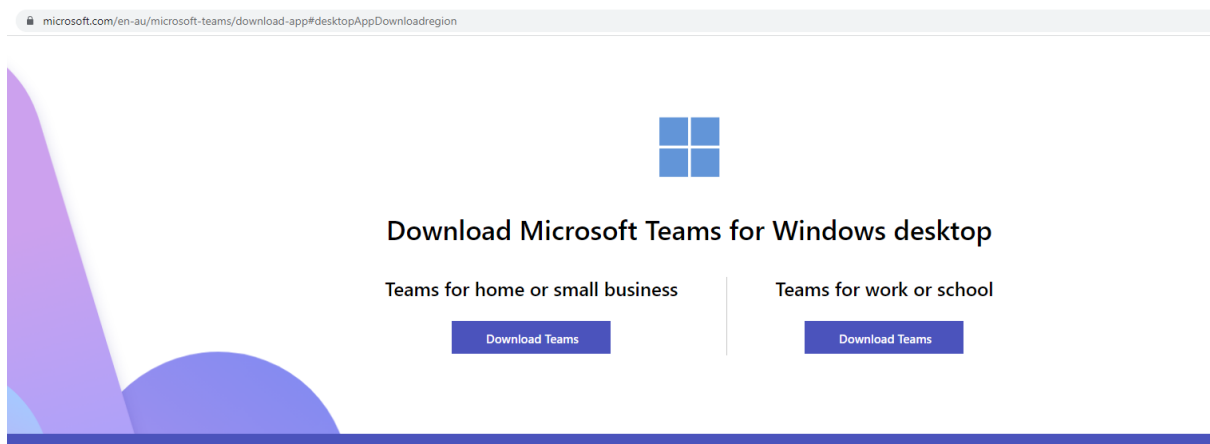 microsoft.com/en-au/microsoft-teams/download-app#desktopAppDownloadregion
Download Microsoft Teams for Windows desktop
Teams for home or small business
Download Teams
Teams for work or school
Download Teams